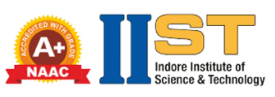 ACCREDITED WITH GRADE
A+
NAAC
IIST
Indore Institute of
Science & Technology